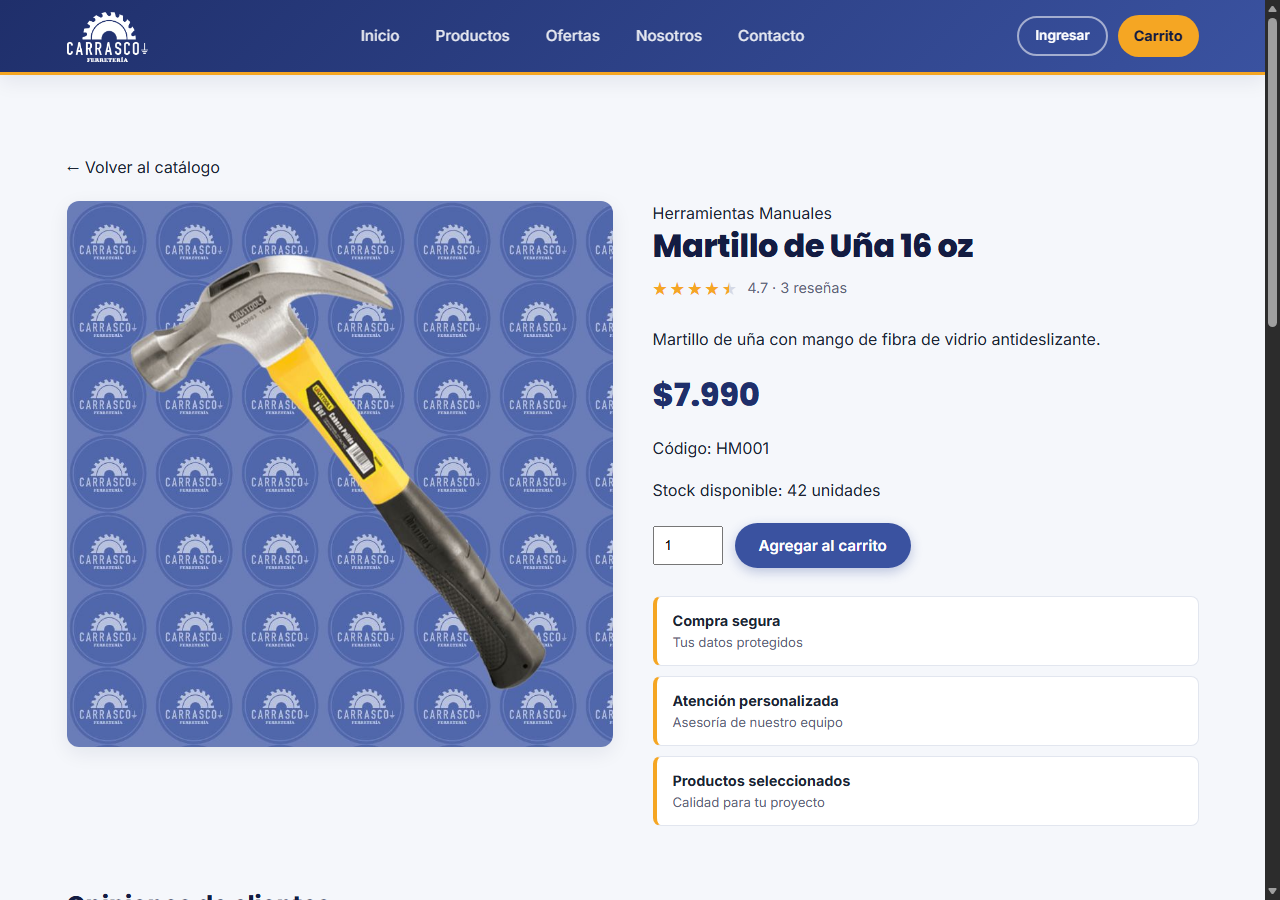 CARRASCO
FERRETERÍA
Inicio
Productos
Ofertas
Nosotros
Contacto
Ingresar
Carrito
← Volver al catálogo
Herramientas Manuales
Martillo de Uña 16 oz
4.7 · 3 reseñas
Martillo de uña con mango de fibra de vidrio antideslizante.
$7.990
Código: HM001
Stock disponible: 42 unidades
1
Agregar al carrito
Compra segura
Tus datos protegidos
Atención personalizada
Asesoría de nuestro equipo
Productos seleccionados
Calidad para tu proyecto
Opiniones de clientes